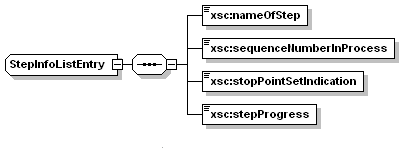 xsc:nameOfStep
xsc:sequenceNumberInProcess
StepInfoListEntry
xsc:stopPointSetIndication
xsc:stepProgress